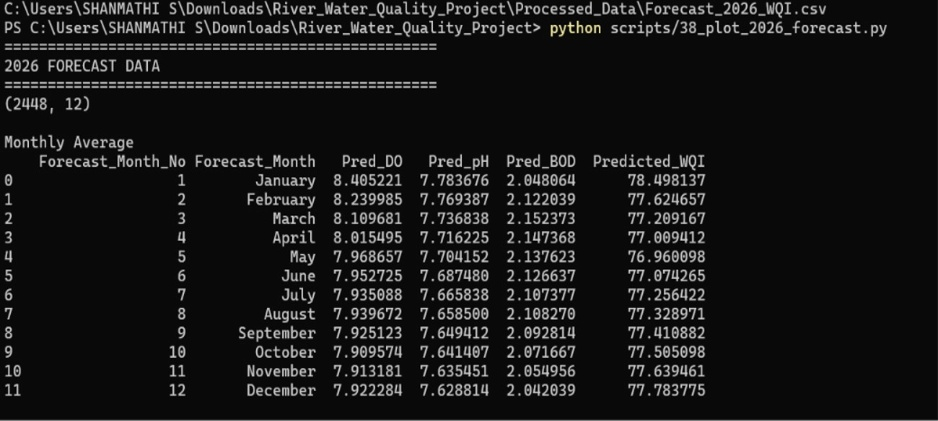 C:\Users\SHANMATHI S\Downloads\River_Water_Quality_Project\Processed_Data\Forecast_2026_WQI.csv
PS C:\Users\SHANMATHI S\Downloads\River_Water_Quality_Project> python scripts/38_plot_2026_forecast.py
==================================================
2026 FORECAST DATA
==================================================
(2448, 12)

Monthly Average
    Forecast_Month_No Forecast_Month   Pred_DO   Pred_pH  Pred_BOD  Predicted_WQI
0                   1        January  8.405221  7.783676  2.048064      78.498137
1                   2       February  8.239985  7.769387  2.122039      77.624657
2                   3          March  8.109681  7.736838  2.152373      77.209167
3                   4          April  8.015495  7.716225  2.147368      77.009412
4                   5            May  7.968657  7.704152  2.137623      76.960098
5                   6           June  7.952725  7.687480  2.126637      77.074265
6                   7           July  7.935088  7.665838  2.107377      77.256422
7                   8         August  7.939672  7.658500  2.108270      77.328971
8                   9      September  7.925123  7.649412  2.092814      77.410882
9                  10        October  7.909574  7.641407  2.071667      77.505098
10                 11       November  7.913181  7.635451  2.054956      77.639461
11                 12       December  7.922284  7.628814  2.042039      77.783775